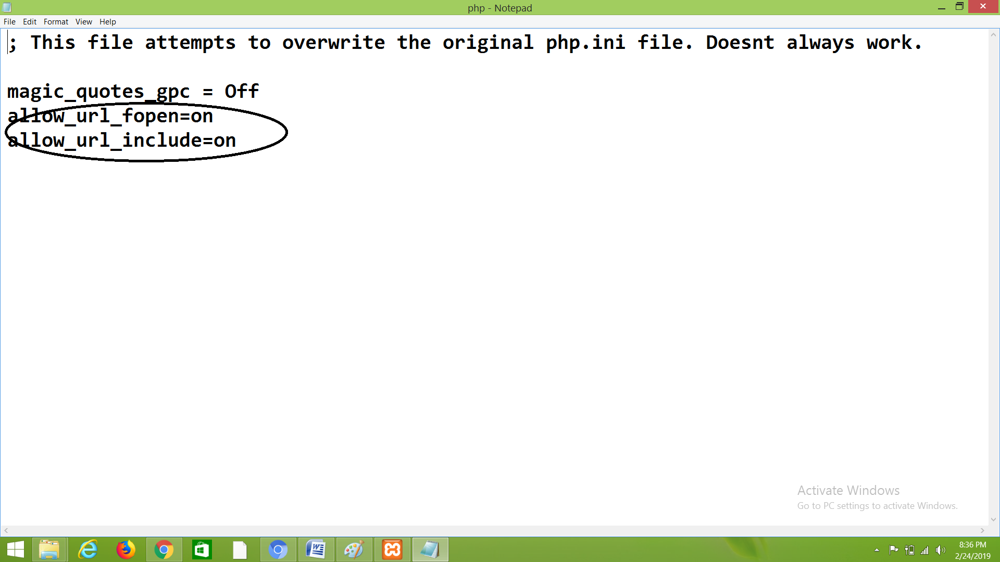 php - Notepad
File Edit Format View Help
; This file attempts to overwrite the original php.ini file. Doesnt always work.
magic_quotes_gpc = Off
allow_url_fopen=on
allow_url_include=on
Activate Windows
Go to PC settings to activate Windows.
8:36 PM
2/24/2019